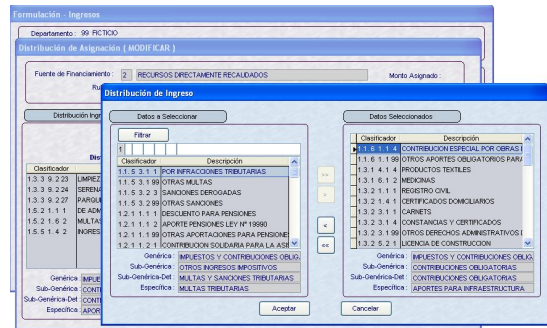 Formulación - Ingresos
Departamento : 99 FICTICIO
Distribución de Asignación ( MODIFICAR )
Fuente de Financiamiento : 2 RECURSOS DIRECTAMENTE RECAUDADOS Monto Asignado :
Ru
Distribución Ingr
Dis
Clasificador
1.3. 3 9. 2 23 LIMPIEZ
1.3. 3 9. 2 24 SERENA
1.3. 3 9. 2 27 PARQU
1.5. 2 1. 1 1 DE ADM
1.5. 2 1. 6 2 MULTAS
1.5. 5 1. 4 2 INGRES
Genérica : IMPUE
Sub-Genérica : CONTI
Sub-Genérica-Det : CONTI
Específica : APOR
Distribución de Ingreso
Datos a Seleccionar
Filtrar
1
Clasificador Descripción
1.1. 5 3. 1 1 POR INFRACCIONES TRIBUTARIAS
1.1. 5 3. 1 99 OTRAS MULTAS
1.1. 5 3. 2 3 SANCIONES DEROGADAS
1.1. 5 3. 2 99 OTRAS SANCIONES
1.2. 1 1. 1 1 DESCUENTO PARA PENSIONES
1.2. 1 1. 1 2 APORTE PENSIONES LEY Nº 19990
1.2. 1 1. 1 99 OTRAS APORTACIONES PARA PENSIONES
1.2. 1 1. 2 1 CONTRIBUCION SOLIDARIA PARA LA ASI
Genérica : IMPUESTOS Y CONTRIBUCIONES OBLIG
Sub-Genérica : OTROS INGRESOS IMPOSITIVOS
Sub-Genérica-Det : MULTAS Y SANCIONES TRIBUTARIAS
Específica : MULTAS TRIBUTARIAS
>>
>
<
<<
Datos Seleccionados
Clasificador Descripción
1.1. 6 1. 1 4 CONTRIBUCION ESPECIAL POR OBRAS I
1.1. 6 1. 1 99 OTROS APORTES OBLIGATORIOS PARA
1.3. 1 4. 1 4 PRODUCTOS TEXTILES
1.3. 1 6. 1 2 MEDICINAS
1.3. 2 1. 1 1 REGISTRO CIVIL
1.3. 2 1. 4 1 CERTIFICADOS DOMICILIARIOS
1.3. 2 3. 1 1 CARNETS
1.3. 2 3. 1 4 CONSTANCIAS Y CERTIFICADOS
1.3. 2 3. 1 99 OTROS DERECHOS ADMINISTRATIVOS D
1.3. 2 5. 2 1 LICENCIA DE CONSTRUCCION
Genérica : IMPUESTOS Y CONTRIBUCIONES OBLIG.
Sub-Genérica : CONTRIBUCIONES OBLIGATORIAS
Sub-Genérica-Det : CONTRIBUCIONES OBLIGATORIAS
Específica : APORTES PARA INFRAESTRUCTURA
Aceptar Cancelar